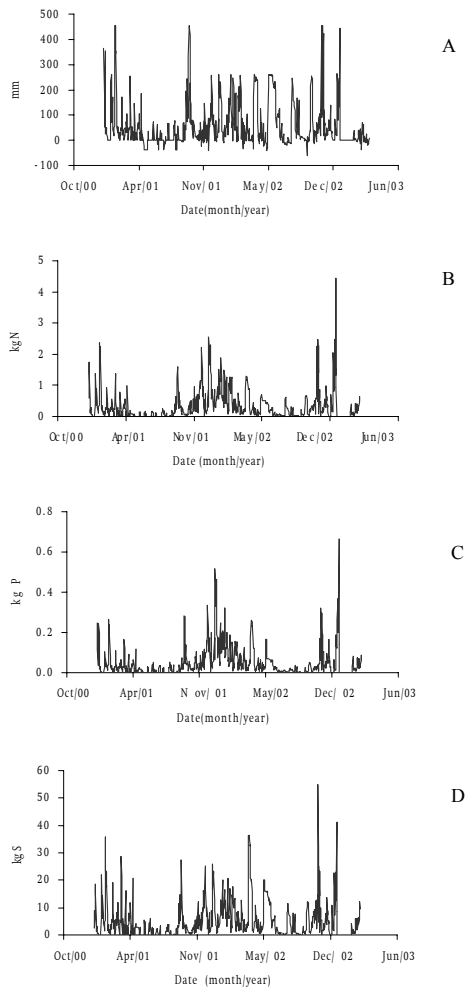 A
500
400
300
200
100
0
-100
mm
Oct/00 Apr/01 Nov/01 May/02 Dec/02 Jun/03
Date(month/year)
B
5
4
3
2
1
0
kgN
Oct/00 Apr/01 Nov/01 May/02 Dec/02 Jun/03
Date (month/year)
C
0.8
0.6
0.4
0.2
0.0
kg P
Oct/00 Apr/01 Nov/01 May/02 Dec/02 Jun/03
Date(month/year)
D
60
50
40
30
20
10
0
kgS
Oct/00 Apr/01 Nov/01 May/02 Dec/02 Jun/03
Date (month/year)